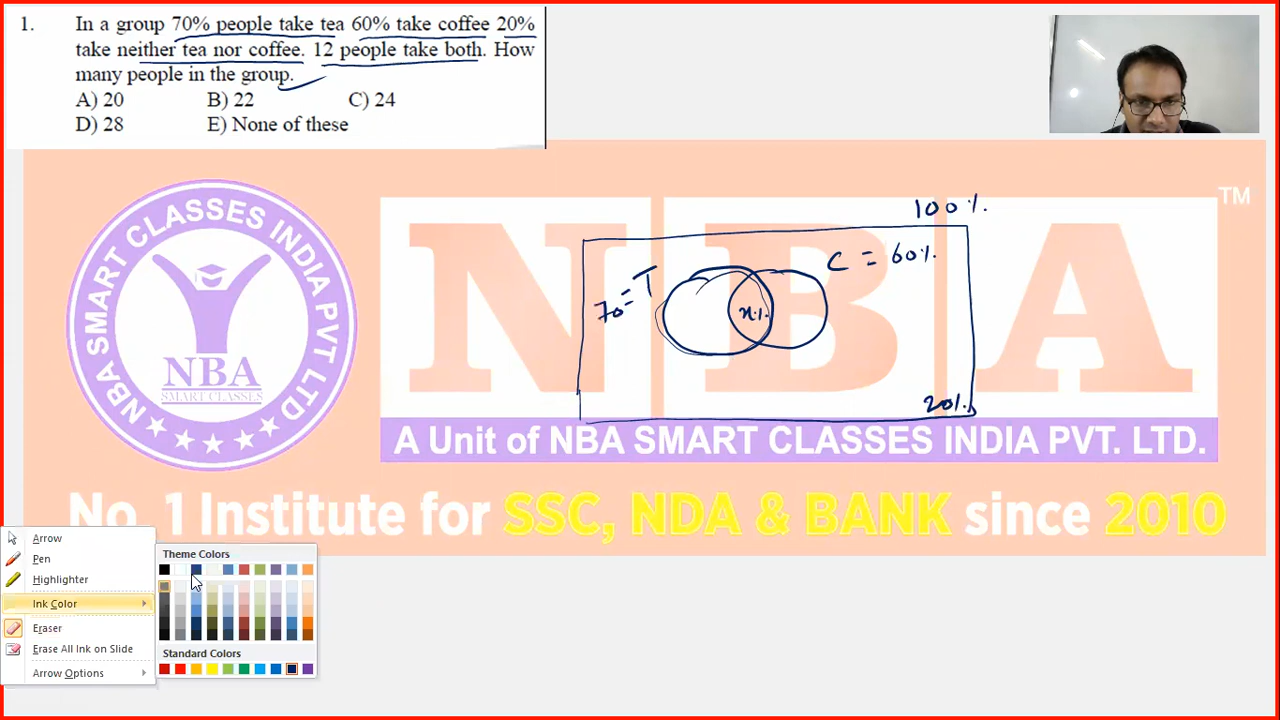 1. In a group 70% people take tea 60% take coffee 20%
take neither tea nor coffee. 12 people take both. How
many people in the group.
A) 20 B) 22 C) 24
D) 28 E) None of these
100%
C = 60%
70 = T
x%
20%
NBA SMART CLASSES INDIA PVT LTD
NBA
SMART CLASSES
NBA
TM
A Unit of NBA SMART CLASSES INDIA PVT. LTD.
No. 1 Institute for SSC, NDA & BANK since 2010
Arrow
Pen
Highlighter
Ink Color
Eraser
Erase All Ink on Slide
Arrow Options
Theme Colors
Standard Colors